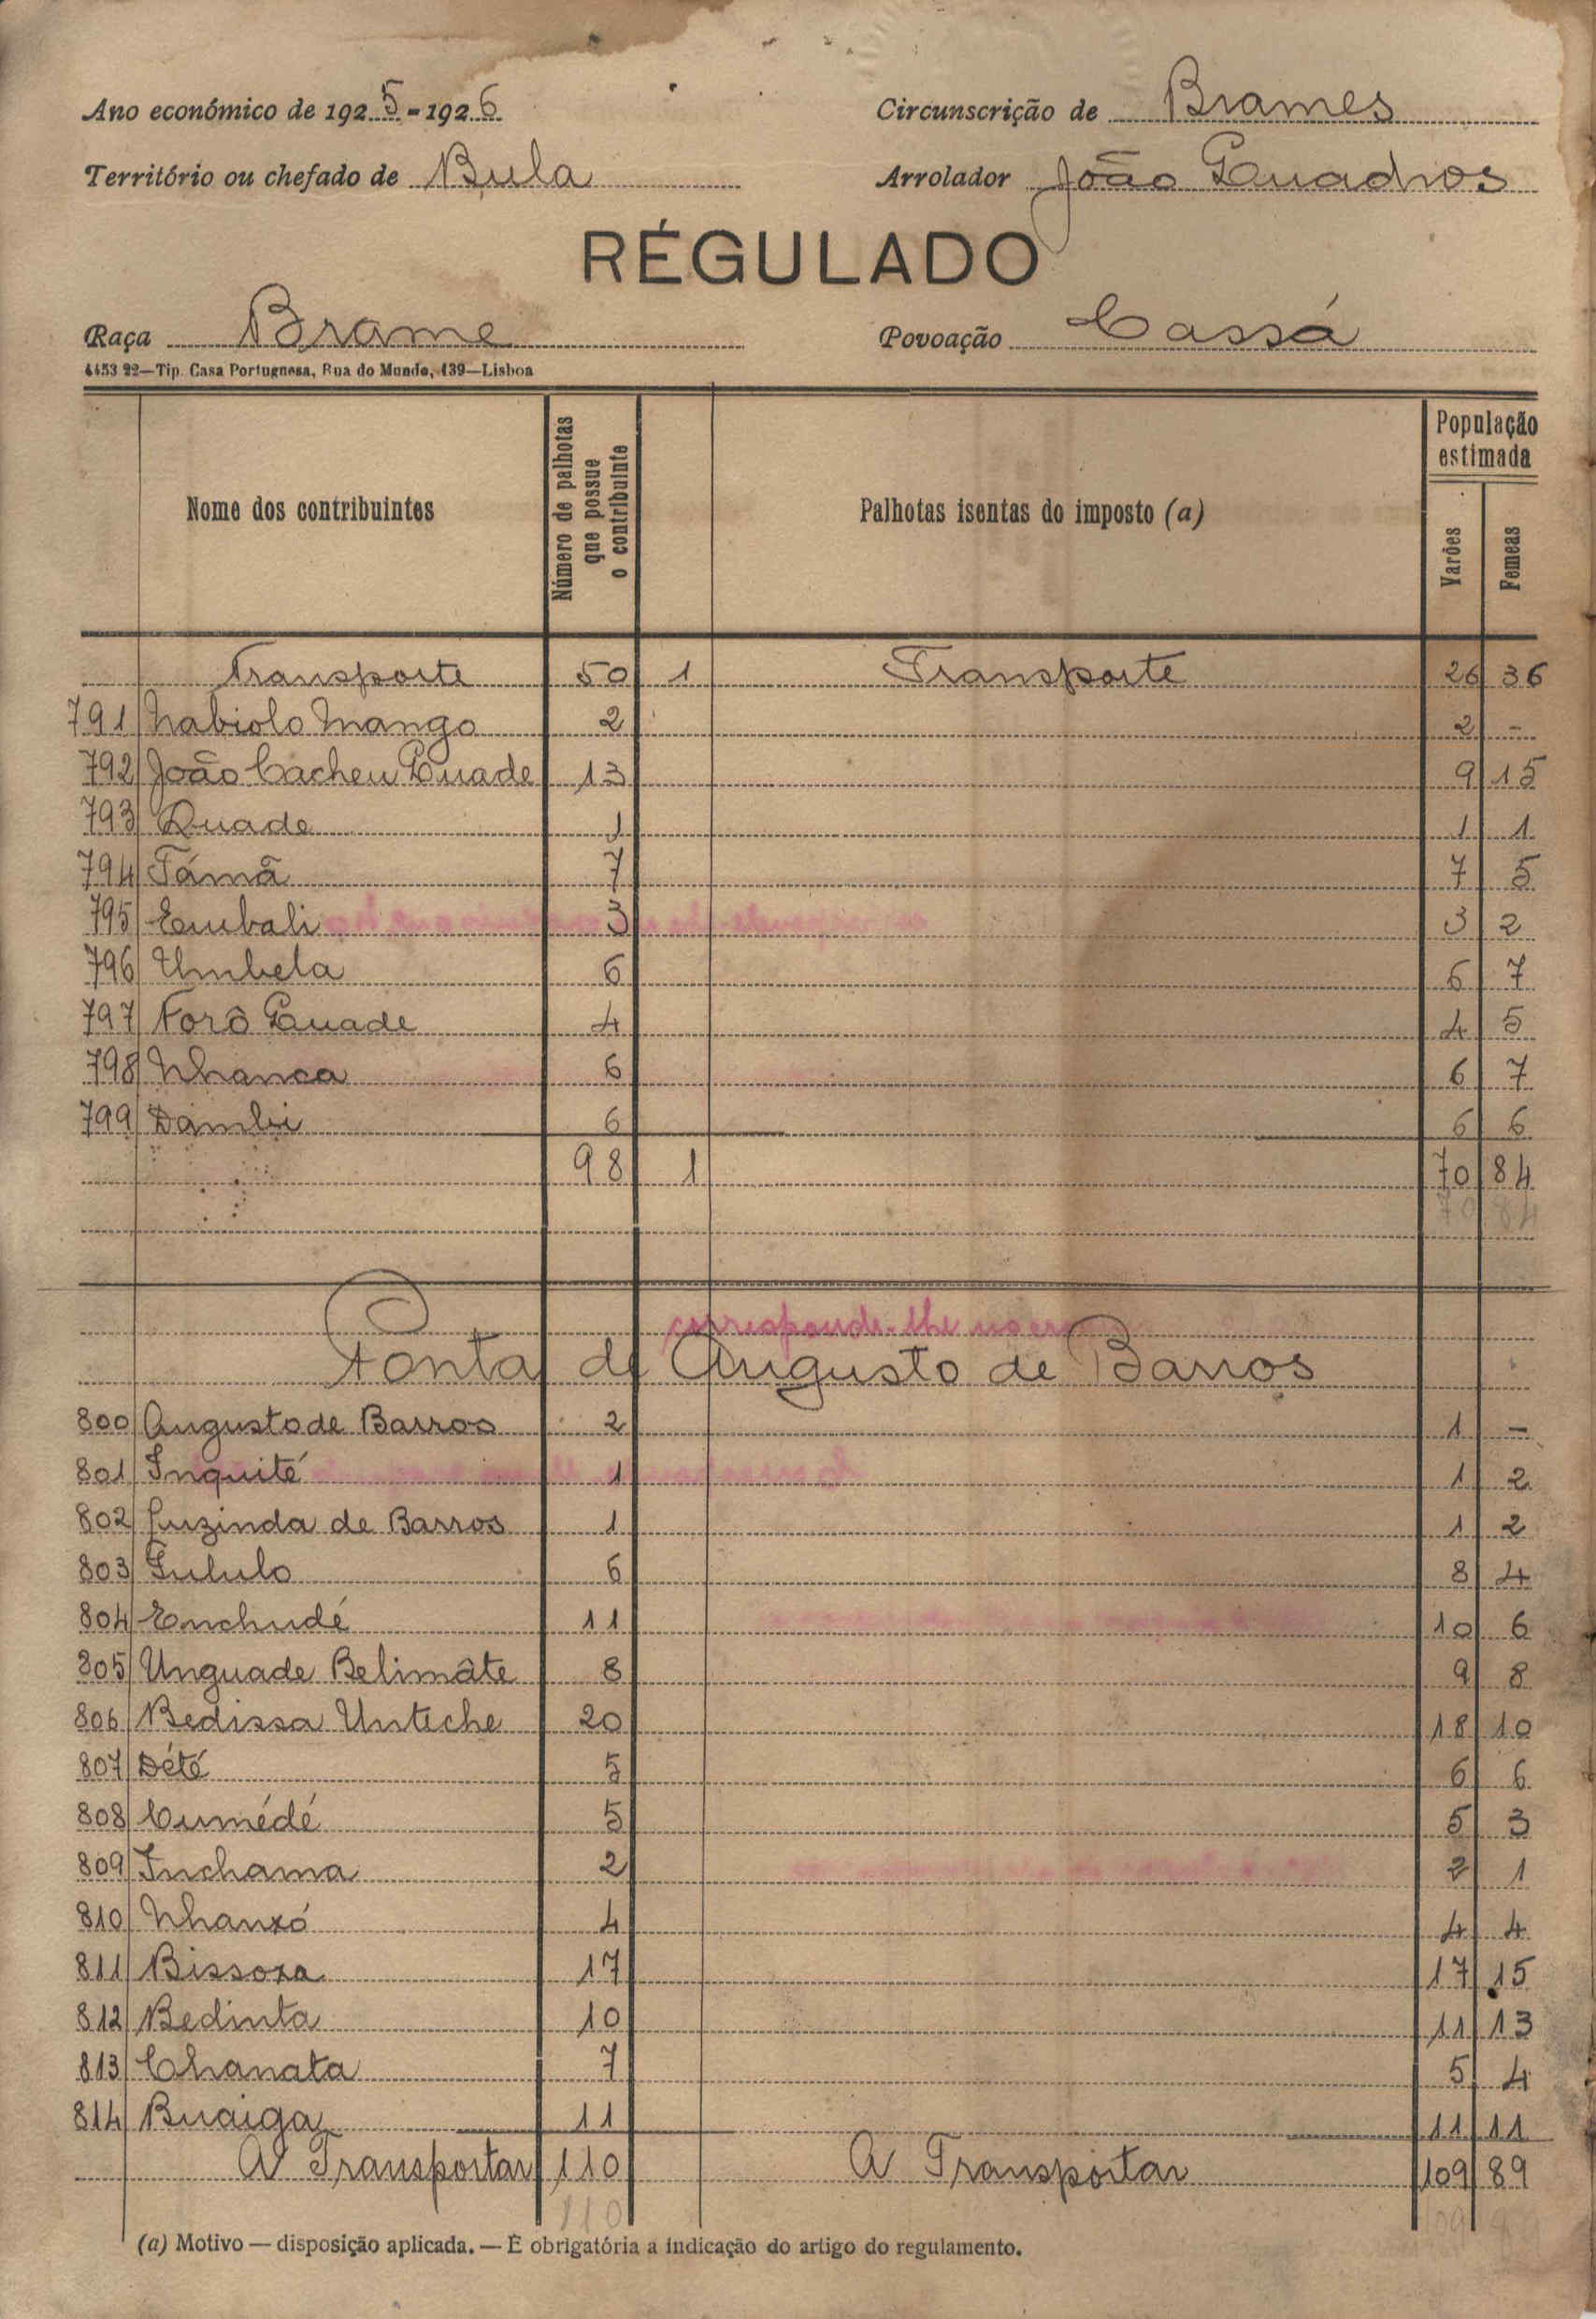 Ano económico de 1925-1926 Circunscrição de Brames
Território ou chefado de Bula Arrolador João Quadros
RÉGULADO
Raça Brame Povoação Cassá
4453 22—Tip. Casa Portuguesa, Rua do Mundo, 139—Lisboa
Nome dos contribuintes Número de palhotas que possue o contribuinte Palhotas isentas do imposto (a) População estimada Varões Femeas
Transporte 50 1 Transporte 26 36
791 Nabiolo Mango 2 2 -
792 João Cacheu Quade 13 9 15
793 Quade 1 1 1
794 Támã 7 7 5
795 Embali 3 3 2
796 Umbela 6 6 7
797 Forô Quade 4 4 5
798 Nhanca 6 6 7
799 Dambi 6 6 6
98 1 70 84
70 84
corresponde-lhe
Ponta de Augusto de Barros
800 Augusto de Barros 2 1 -
801 Inquité 1 1 2
802 Luzinda de Barros 1 1 2
803 Fululo 6 8 4
804 Enchudé 11 10 6
805 Unguade Belimâte 8 9 8
806 Bedissa Unteche 20 18 10
807 Dété 5 6 6
808 Cumédé 5 5 3
809 Inchama 2 2 1
810 Nhanxó 4 4 4
811 Bissoxa 17 17 15
812 Bedinta 10 11 13
813 Chanata 7 5 4
814 Buaiga 11 11 11
A Transportar 110 A Transportar 109 89
110 109
(a) Motivo — disposição aplicada. — É obrigatória a indicação do artigo do regulamento.